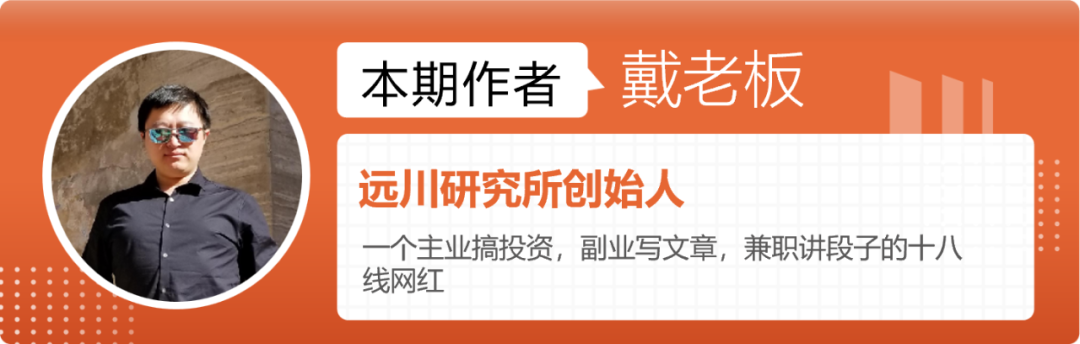 本期作者
戴老板
远川研究所创始人
一个主业搞投资，副业写文章，兼职讲段子的十八
线网红